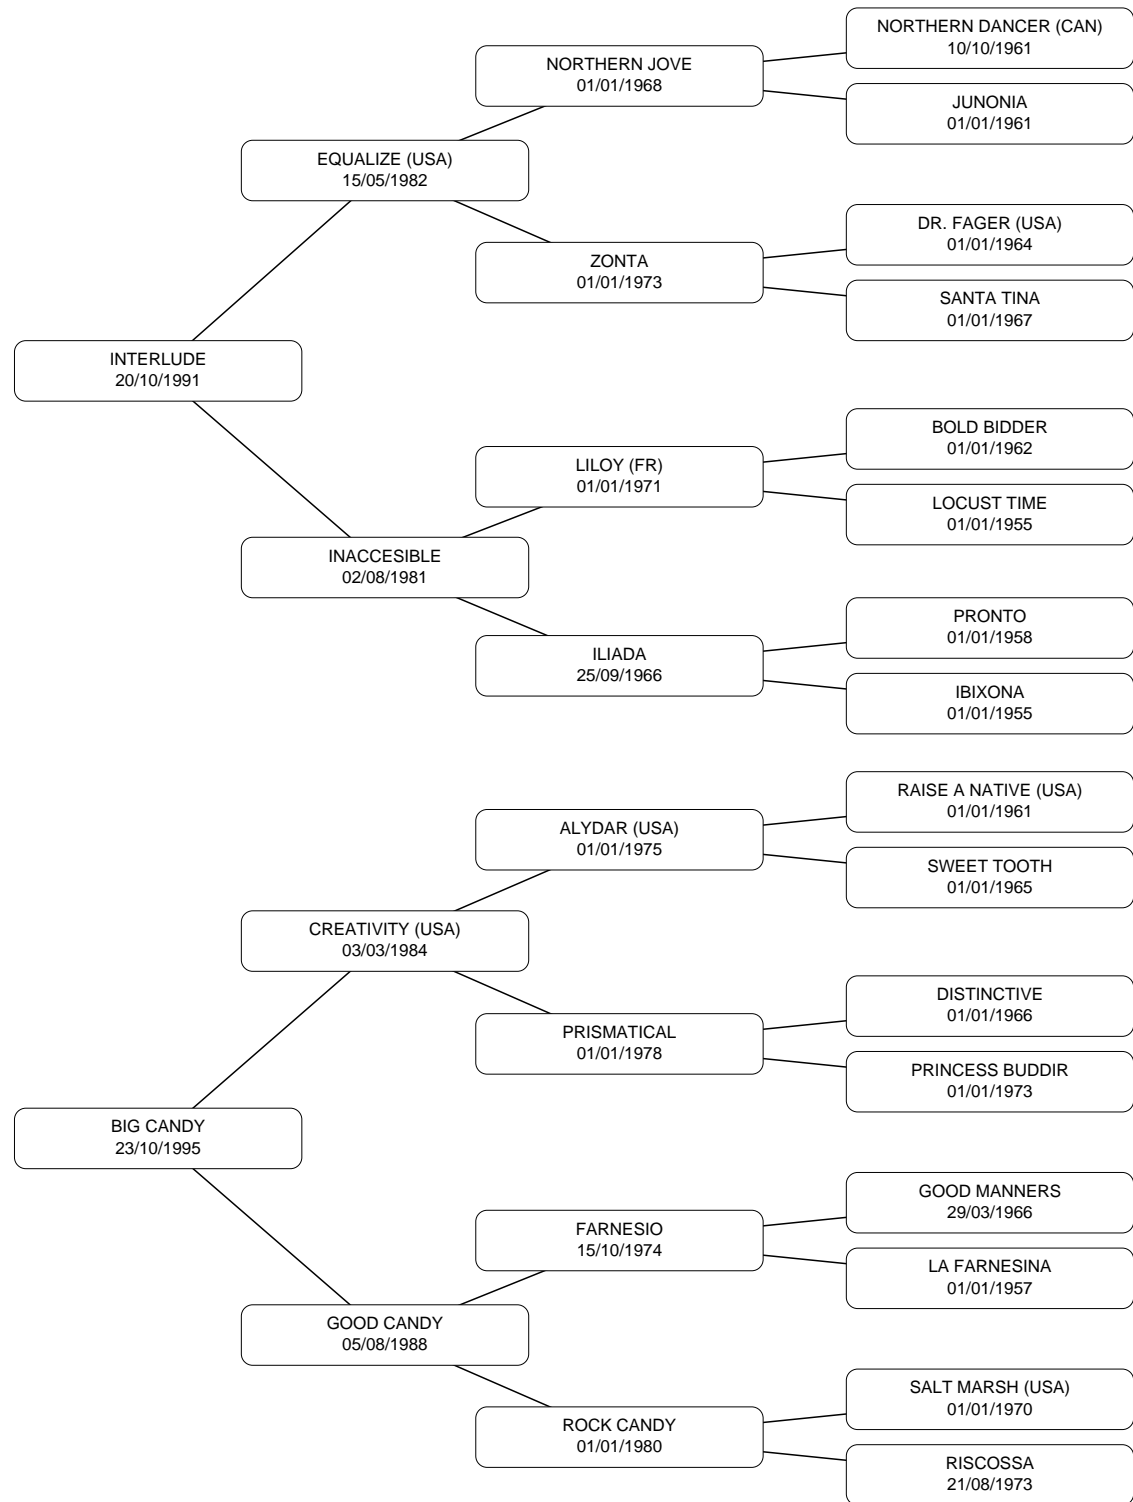 NORTHERN DANCER (CAN)
10/10/1961
NORTHERN JOVE
01/01/1968
JUNONIA
01/01/1961
EQUALIZE (USA)
15/05/1982
DR. FAGER (USA)
01/01/1964
ZONTA
01/01/1973
SANTA TINA
01/01/1967
INTERLUDE
20/10/1991
BOLD BIDDER
01/01/1962
LILOY (FR)
01/01/1971
LOCUST TIME
01/01/1955
INACCESIBLE
02/08/1981
PRONTO
01/01/1958
ILIADA
25/09/1966
IBIXONA
01/01/1955
RAISE A NATIVE (USA)
01/01/1961
ALYDAR (USA)
01/01/1975
SWEET TOOTH
01/01/1965
CREATIVITY (USA)
03/03/1984
DISTINCTIVE
01/01/1966
PRISMATICAL
01/01/1978
PRINCESS BUDDIR
01/01/1973
BIG CANDY
23/10/1995
GOOD MANNERS
29/03/1966
FARNESIO
15/10/1974
LA FARNESINA
01/01/1957
GOOD CANDY
05/08/1988
SALT MARSH (USA)
01/01/1970
ROCK CANDY
01/01/1980
RISCOSSA
21/08/1973